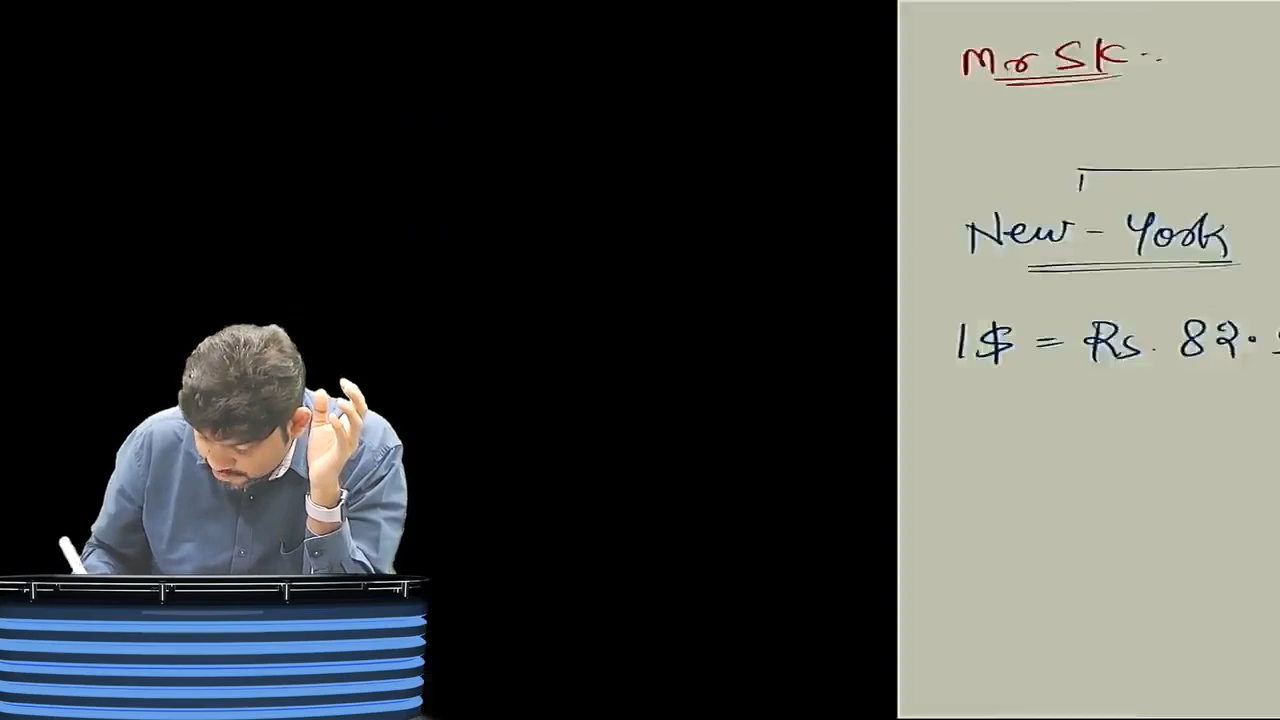 Mr SK
New - York
1$ = Rs. 82.